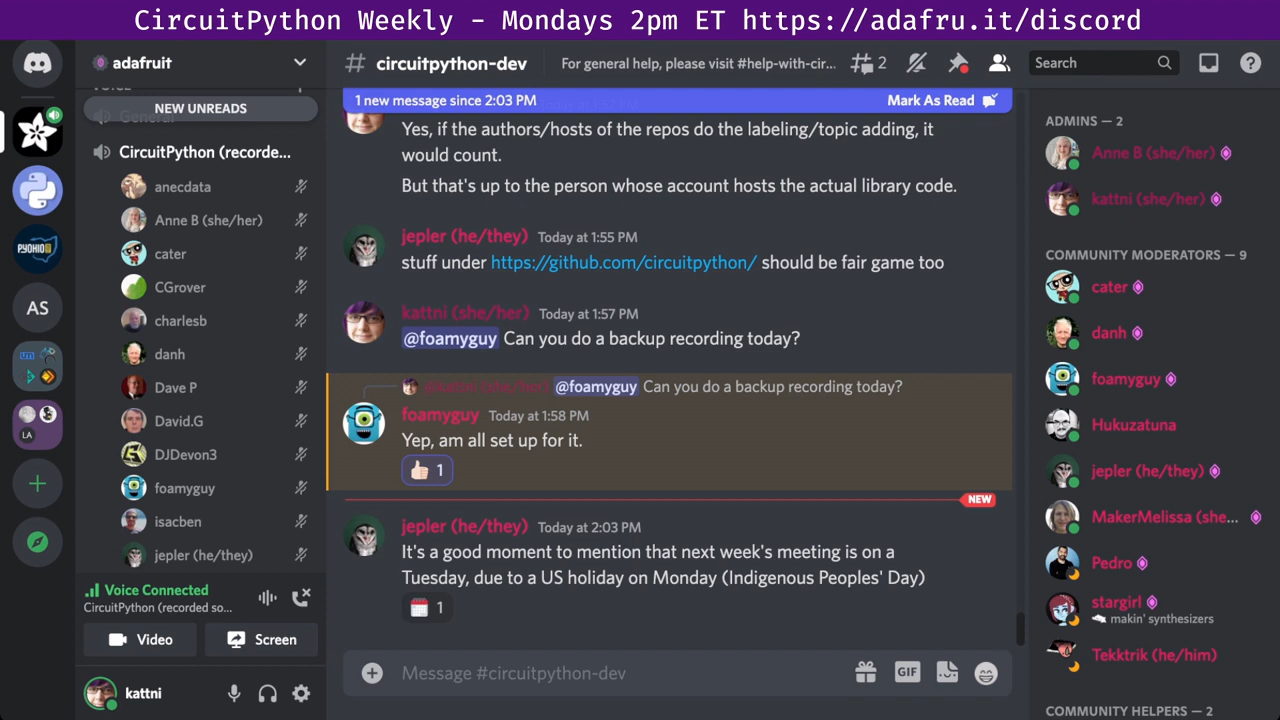 CircuitPython Weekly - Mondays 2pm ET https://adafru.it/discord
adafruit
# circuitpython-dev
For general help, please visit #help-with-cir...
2
Search
NEW UNREADS
General
CircuitPython (recorde...
anecdata
Anne B (she/her)
cater
CGrover
charlesb
danh
Dave P
David.G
DJDevon3
foamyguy
isacben
jepler (he/they)
Voice Connected
CircuitPython (recorded so...
Video
Screen
kattni
AS
PYOHIO
LA
1 new message since 2:03 PM
Mark As Read
Yes, if the authors/hosts of the repos do the labeling/topic adding, it
would count.
But that's up to the person whose account hosts the actual library code.
jepler (he/they) Today at 1:55 PM
stuff under https://github.com/circuitpython/ should be fair game too
kattni (she/her) Today at 1:57 PM
@foamyguy Can you do a backup recording today?
@kattni (she/her) @foamyguy Can you do a backup recording today?
foamyguy Today at 1:58 PM
Yep, am all set up for it.
1
NEW
jepler (he/they) Today at 2:03 PM
It's a good moment to mention that next week's meeting is on a
Tuesday, due to a US holiday on Monday (Indigenous Peoples' Day)
1
Message #circuitpython-dev
GIF
ADMINS — 2
Anne B (she/her)
kattni (she/her)
COMMUNITY MODERATORS — 9
cater
danh
foamyguy
Hukuzatuna
jepler (he/they)
MakerMelissa (she...
Pedro
stargirl
makin' synthesizers
Tekktrik (he/him)
COMMUNITY HELPERS — 2